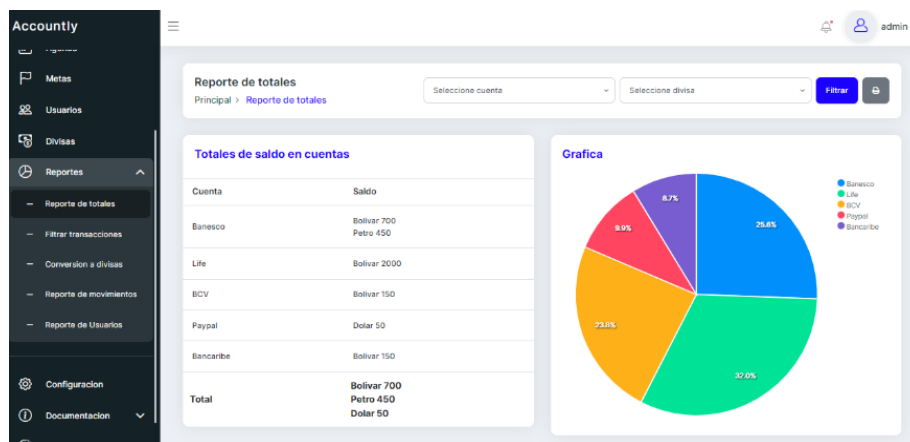 Accountly
admin
Metas
Usuarios
Divisas
Reportes
Reporte de totales
Filtrar transacciones
Conversion a divisas
Reporte de movimientos
Reporte de Usuarios
Configuracion
Documentacion
Reporte de totales
Principal > Reporte de totales
Seleccione cuenta
Seleccione divisa
Filtrar
Totales de saldo en cuentas
Cuenta Saldo
Banesco Bolivar 700
Petro 450
Life Bolivar 2000
BCV Bolivar 150
Paypal Dolar 50
Bancaribe Bolivar 150
Total Bolivar 700
Petro 450
Dolar 50
Grafica
8.7%
25.6%
9.9%
23.8%
32.0%
Banesco
Life
BCV
Paypal
Bancaribe